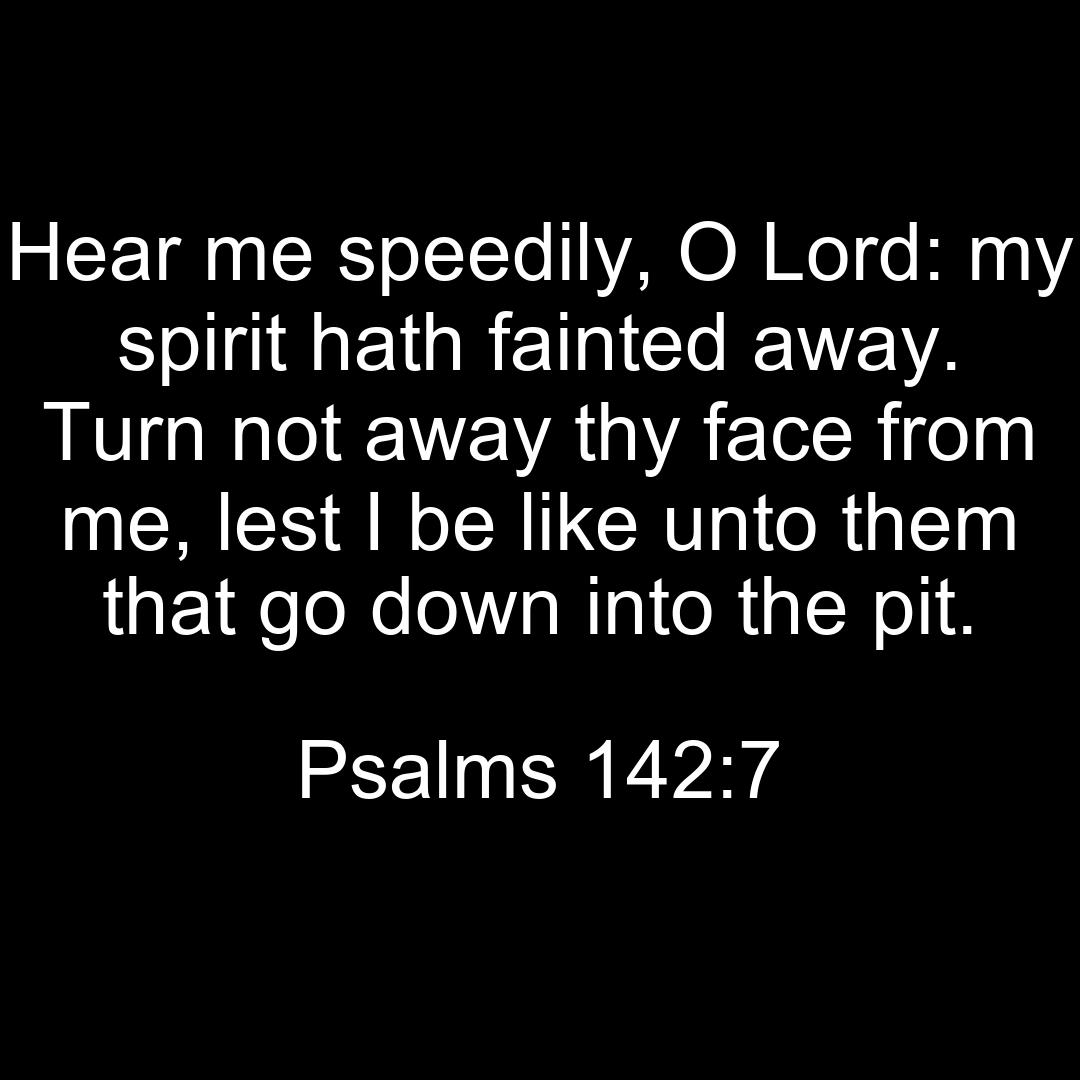 Hear me speedily, O Lord: my
spirit hath fainted away.
Turn not away thy face from
me, lest I be like unto them
that go down into the pit.
Psalms 142:7